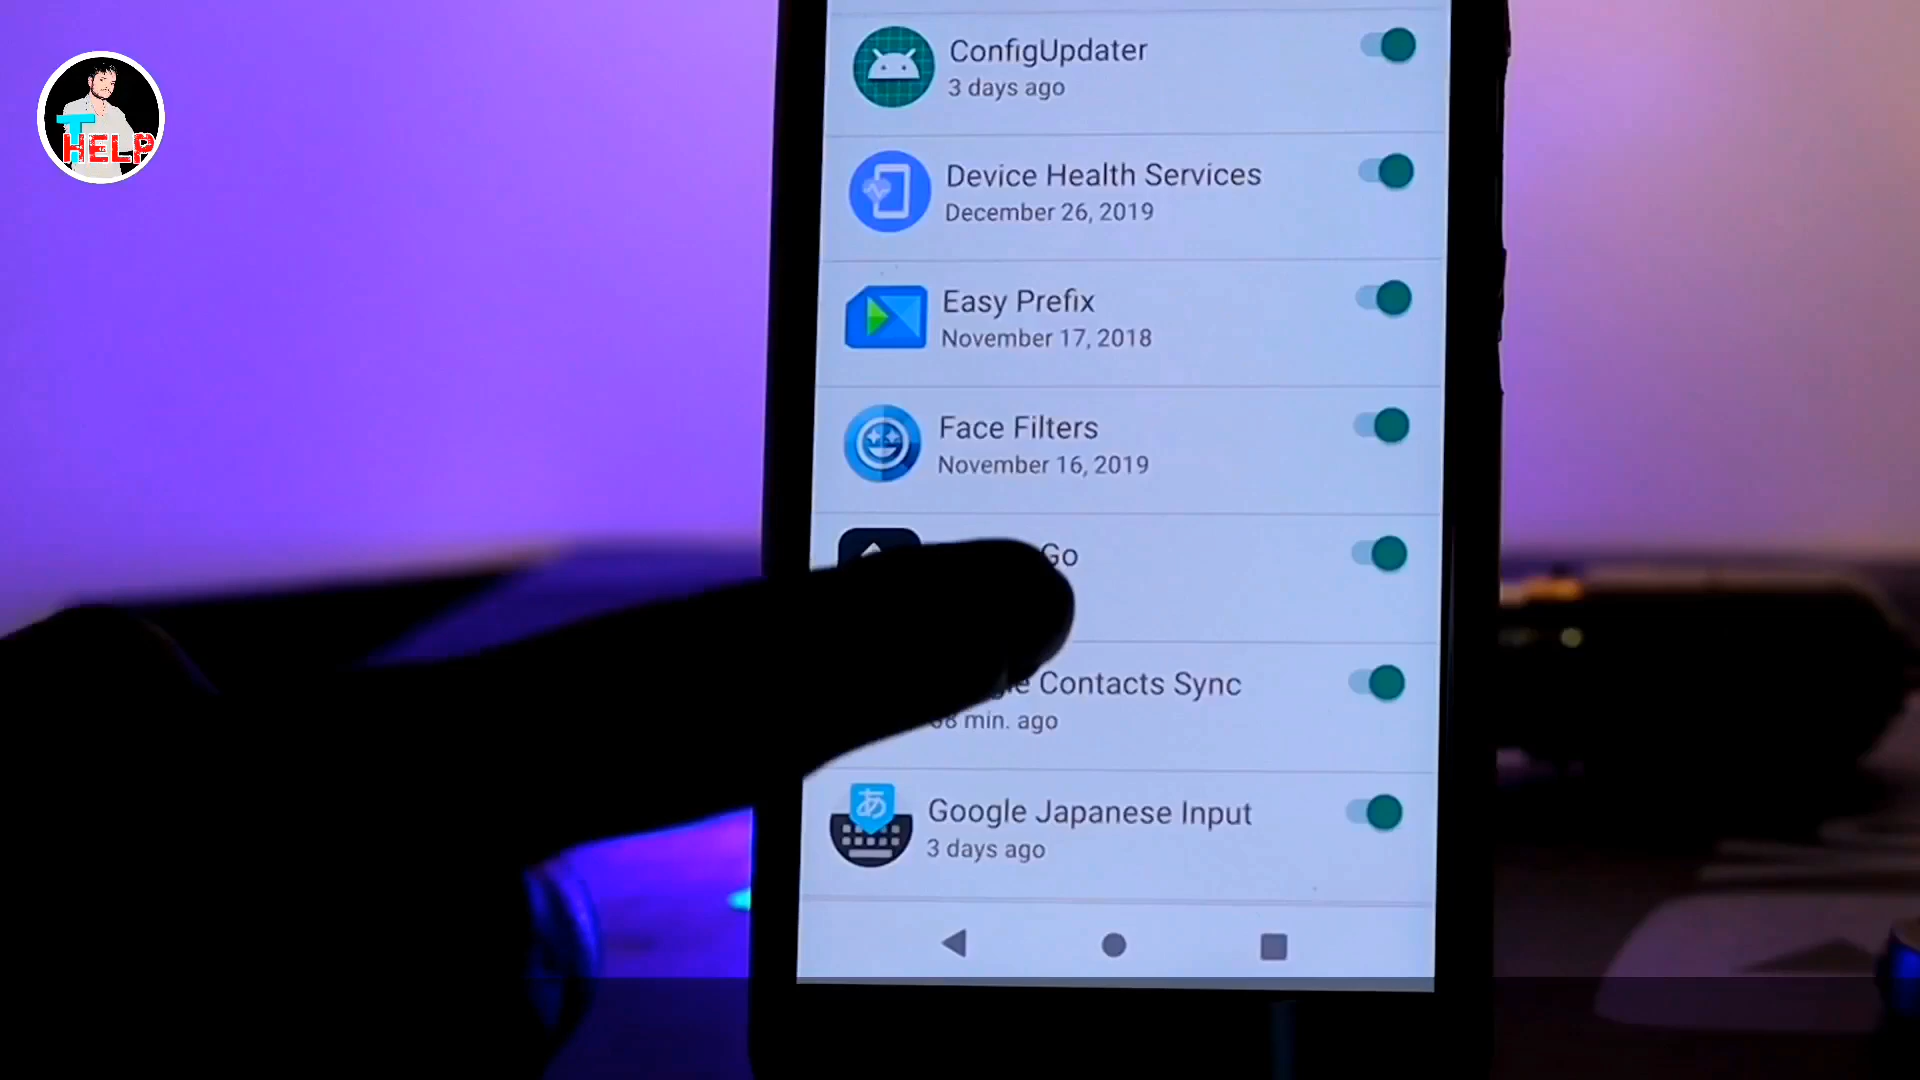 T
HELP
ConfigUpdater
3 days ago
Device Health Services
December 26, 2019
Easy Prefix
November 17, 2018
Face Filters
November 16, 2019
Go
Contacts Sync
min. ago
あ
Google Japanese Input
3 days ago